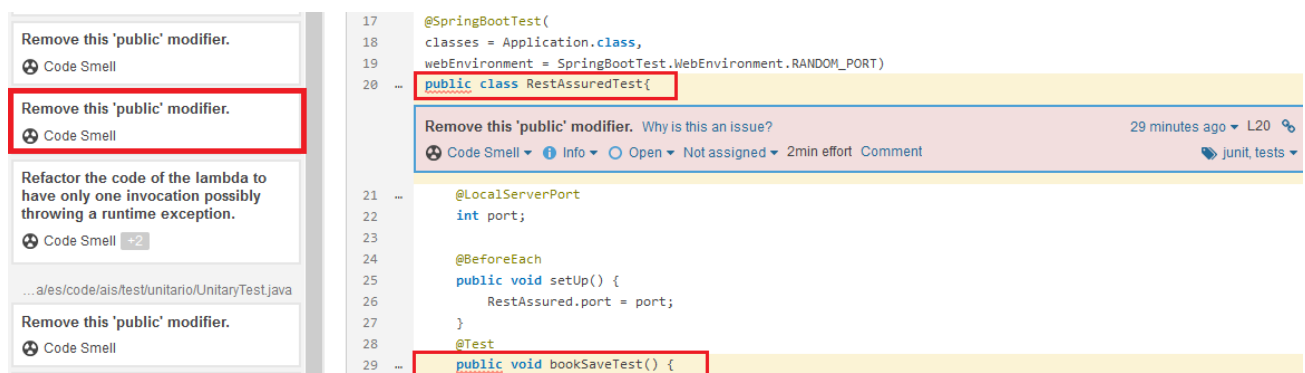 Remove this 'public' modifier.
Code Smell
Remove this 'public' modifier.
Code Smell
Refactor the code of the lambda to
have only one invocation possibly
throwing a runtime exception.
Code Smell +2
...a/es/code/ais/test/unitario/UnitaryTest.java
Remove this 'public' modifier.
Code Smell
17 @SpringBootTest(
18 classes = Application.class,
19 webEnvironment = SpringBootTest.WebEnvironment.RANDOM_PORT)
20 … public class RestAssuredTest{
Remove this 'public' modifier. Why is this an issue? 29 minutes ago L20
Code Smell Info Open Not assigned 2min effort Comment junit, tests
21 … @LocalServerPort
22 int port;
23
24 @BeforeEach
25 public void setUp() {
26 RestAssured.port = port;
27 }
28 @Test
29 … public void bookSaveTest() {